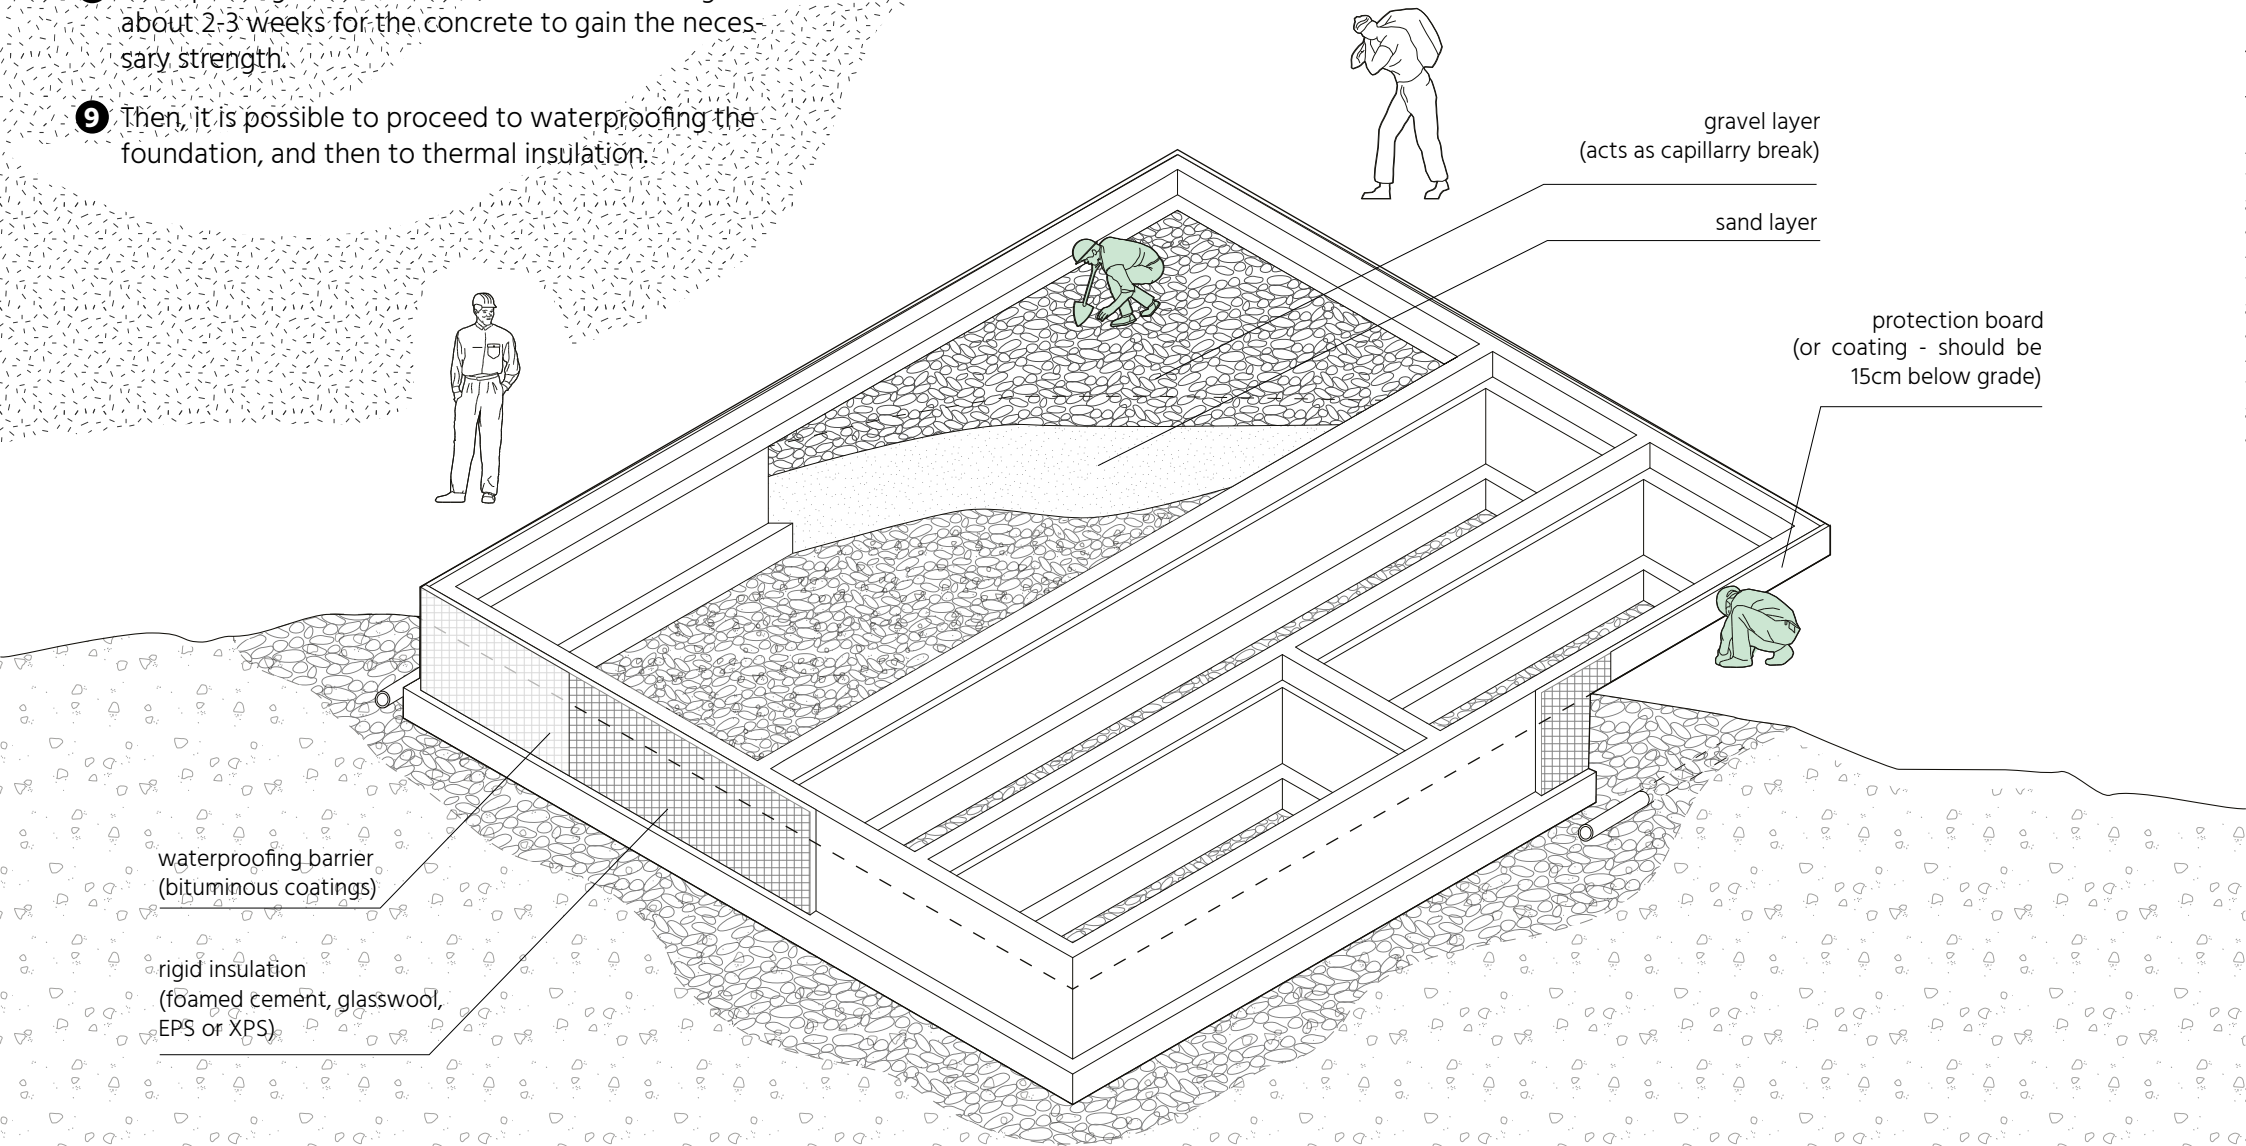 about 2-3 weeks for the concrete to gain the neces-
sary strength.
9 Then, it is possible to proceed to waterproofing the
foundation, and then to thermal insulation.
gravel layer
(acts as capillarry break)
sand layer
protection board
(or coating - should be
15cm below grade)
waterproofing barrier
(bituminous coatings)
rigid insulation
(foamed cement, glasswool,
EPS or XPS)